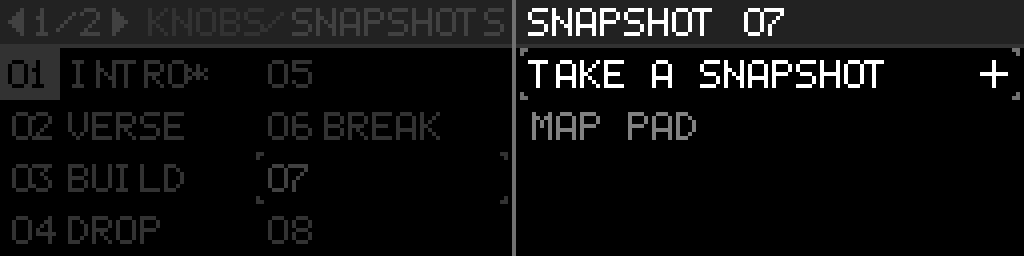 1/2 KNOBS/SNAPSHOTS
01 INTRO* 05
02 VERSE 06 BREAK
03 BUILD 07
04 DROP 08
SNAPSHOT 07
TAKE A SNAPSHOT +
MAP PAD